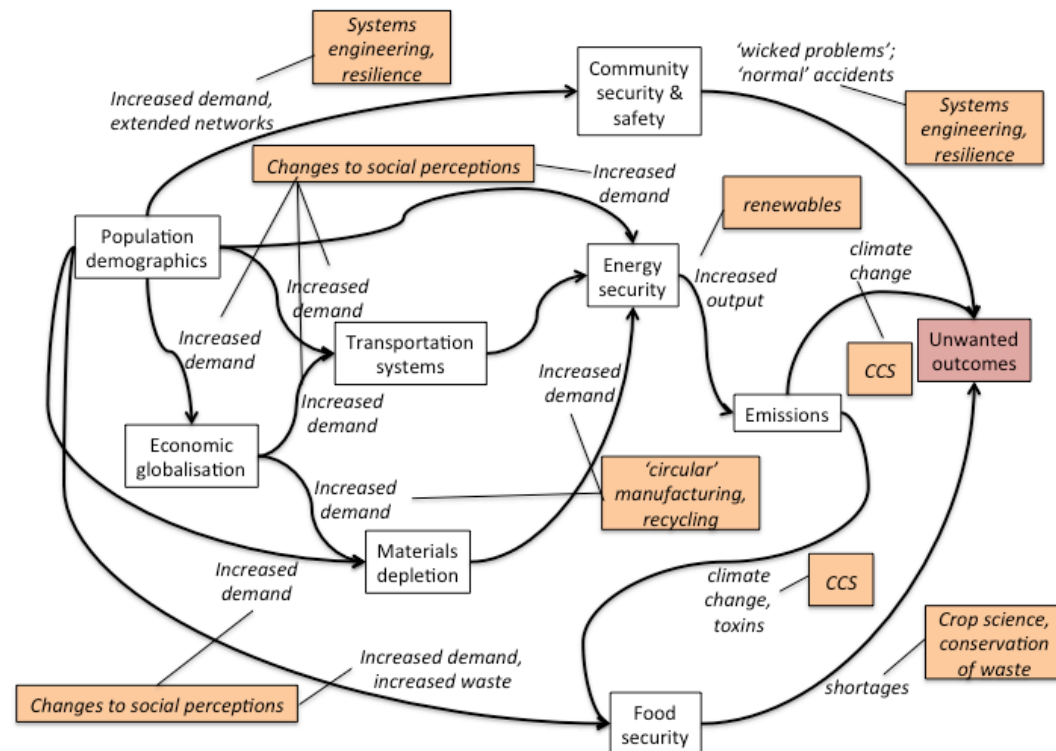 Systems
engineering,
resilience
'wicked problems';
'normal' accidents
Community
security &
safety
Increased demand,
extended networks
Systems
engineering,
resilience
Changes to social perceptions
Increased
demand
renewables
Population
demographics
Energy
security
Increased
output
climate
change
Increased
demand
Increased
demand
Transportation
systems
Unwanted
outcomes
CCS
Increased
demand
Increased
demand
Emissions
Economic
globalisation
'circular'
manufacturing,
recycling
Increased
demand
Materials
depletion
Increased
demand
climate
change,
toxins
CCS
Crop science,
conservation
of waste
Increased demand,
increased waste
Changes to social perceptions
shortages
Food
security